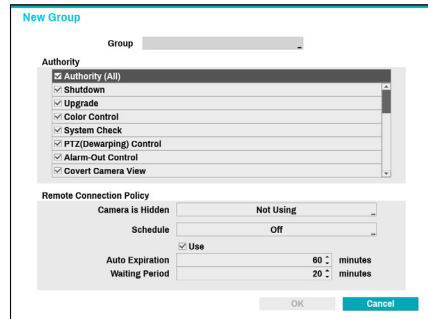 New Group
Group
Authority
Authority (All)
Shutdown
Upgrade
Color Control
System Check
PTZ(Dewarping) Control
Alarm-Out Control
Covert Camera View
Remote Connection Policy
Camera is Hidden Not Using
Schedule Off
Use
Auto Expiration 60 minutes
Waiting Period 20 minutes
OK Cancel